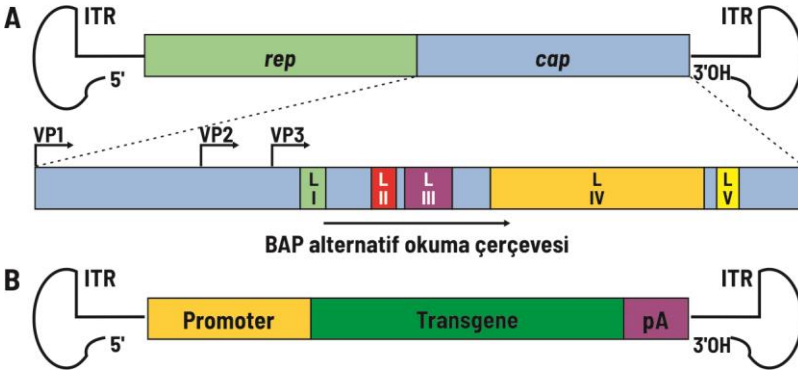 A
ITR
ITR
rep
cap
5'
3'OH
VP1
VP2
VP3
L
I
L
II
L
III
L
IV
L
V
BAP alternatif okuma çerçevesi
B
ITR
ITR
Promoter
Transgene
pA
5'
3'OH